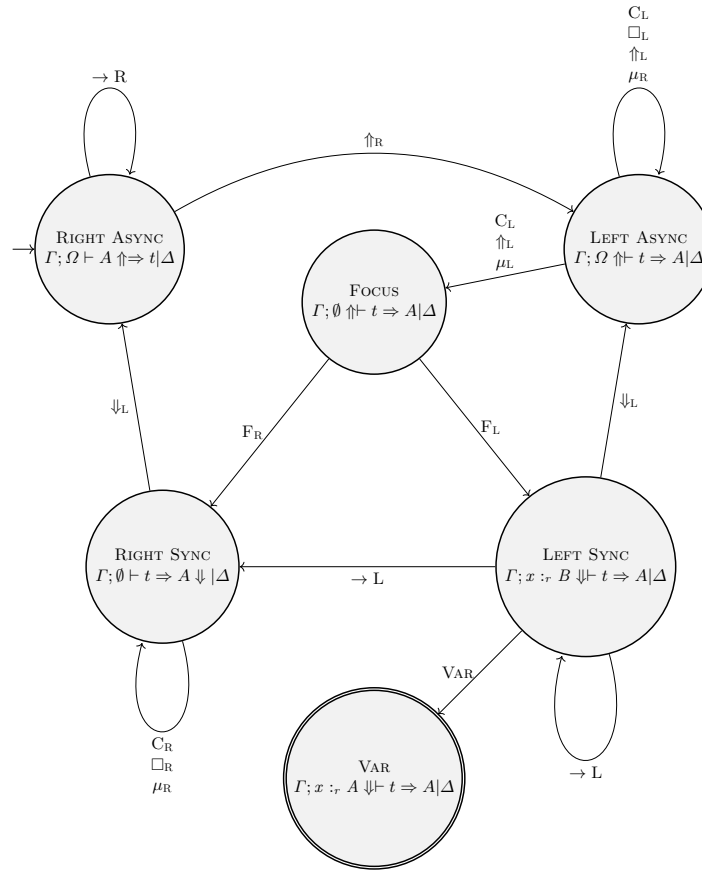 C_L
□_L
⇑_L
μ_R
→ R
⇑_R
RIGHT ASYNC
Γ; Ω ⊢ A ⇑⇒ t|Δ
C_L
⇑_L
μ_L
LEFT ASYNC
Γ; Ω ⇑⊢ t ⇒ A|Δ
FOCUS
Γ; ∅ ⇑⊢ t ⇒ A|Δ
⇓_L
F_R
F_L
⇓_L
RIGHT SYNC
Γ; ∅ ⊢ t ⇒ A ⇓ |Δ
→ L
LEFT SYNC
Γ; x :_r B ⇓⊢ t ⇒ A|Δ
VAR
C_R
□_R
μ_R
VAR
Γ; x :_r A ⇓⊢ t ⇒ A|Δ
→ L